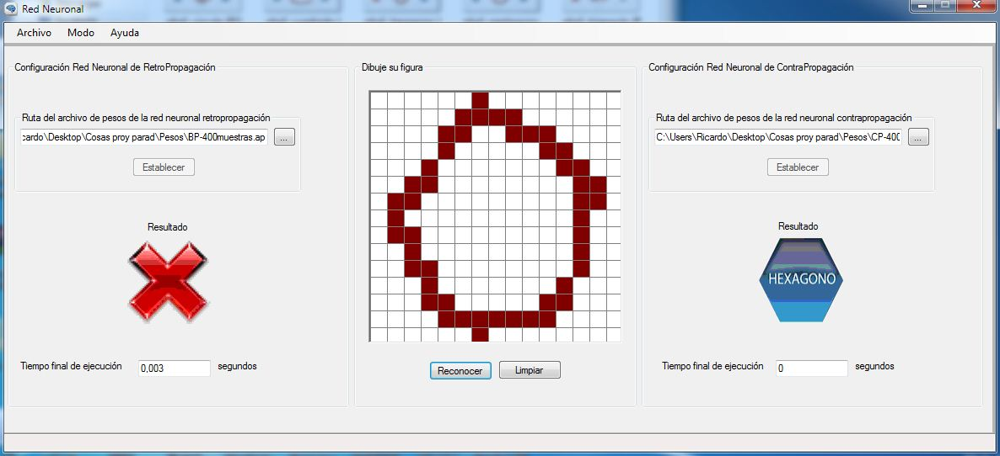 Red Neuronal
Archivo Modo Ayuda
Configuración Red Neuronal de RetroPropagación
Ruta del archivo de pesos de la red neuronal retropropagación
cardo\Desktop\Cosas proy parad\Pesos\BP-400muestras.ap
...
Establecer
Resultado
Tiempo final de ejecución 0,003 segundos
Dibuje su figura
Reconocer Limpiar
Configuración Red Neuronal de ContraPropagación
Ruta del archivo de pesos de la red neuronal contrapropagación
C:\Users\Ricardo\Desktop\Cosas proy parad\Pesos\CP-400
...
Establecer
Resultado
HEXAGONO
Tiempo final de ejecución 0 segundos